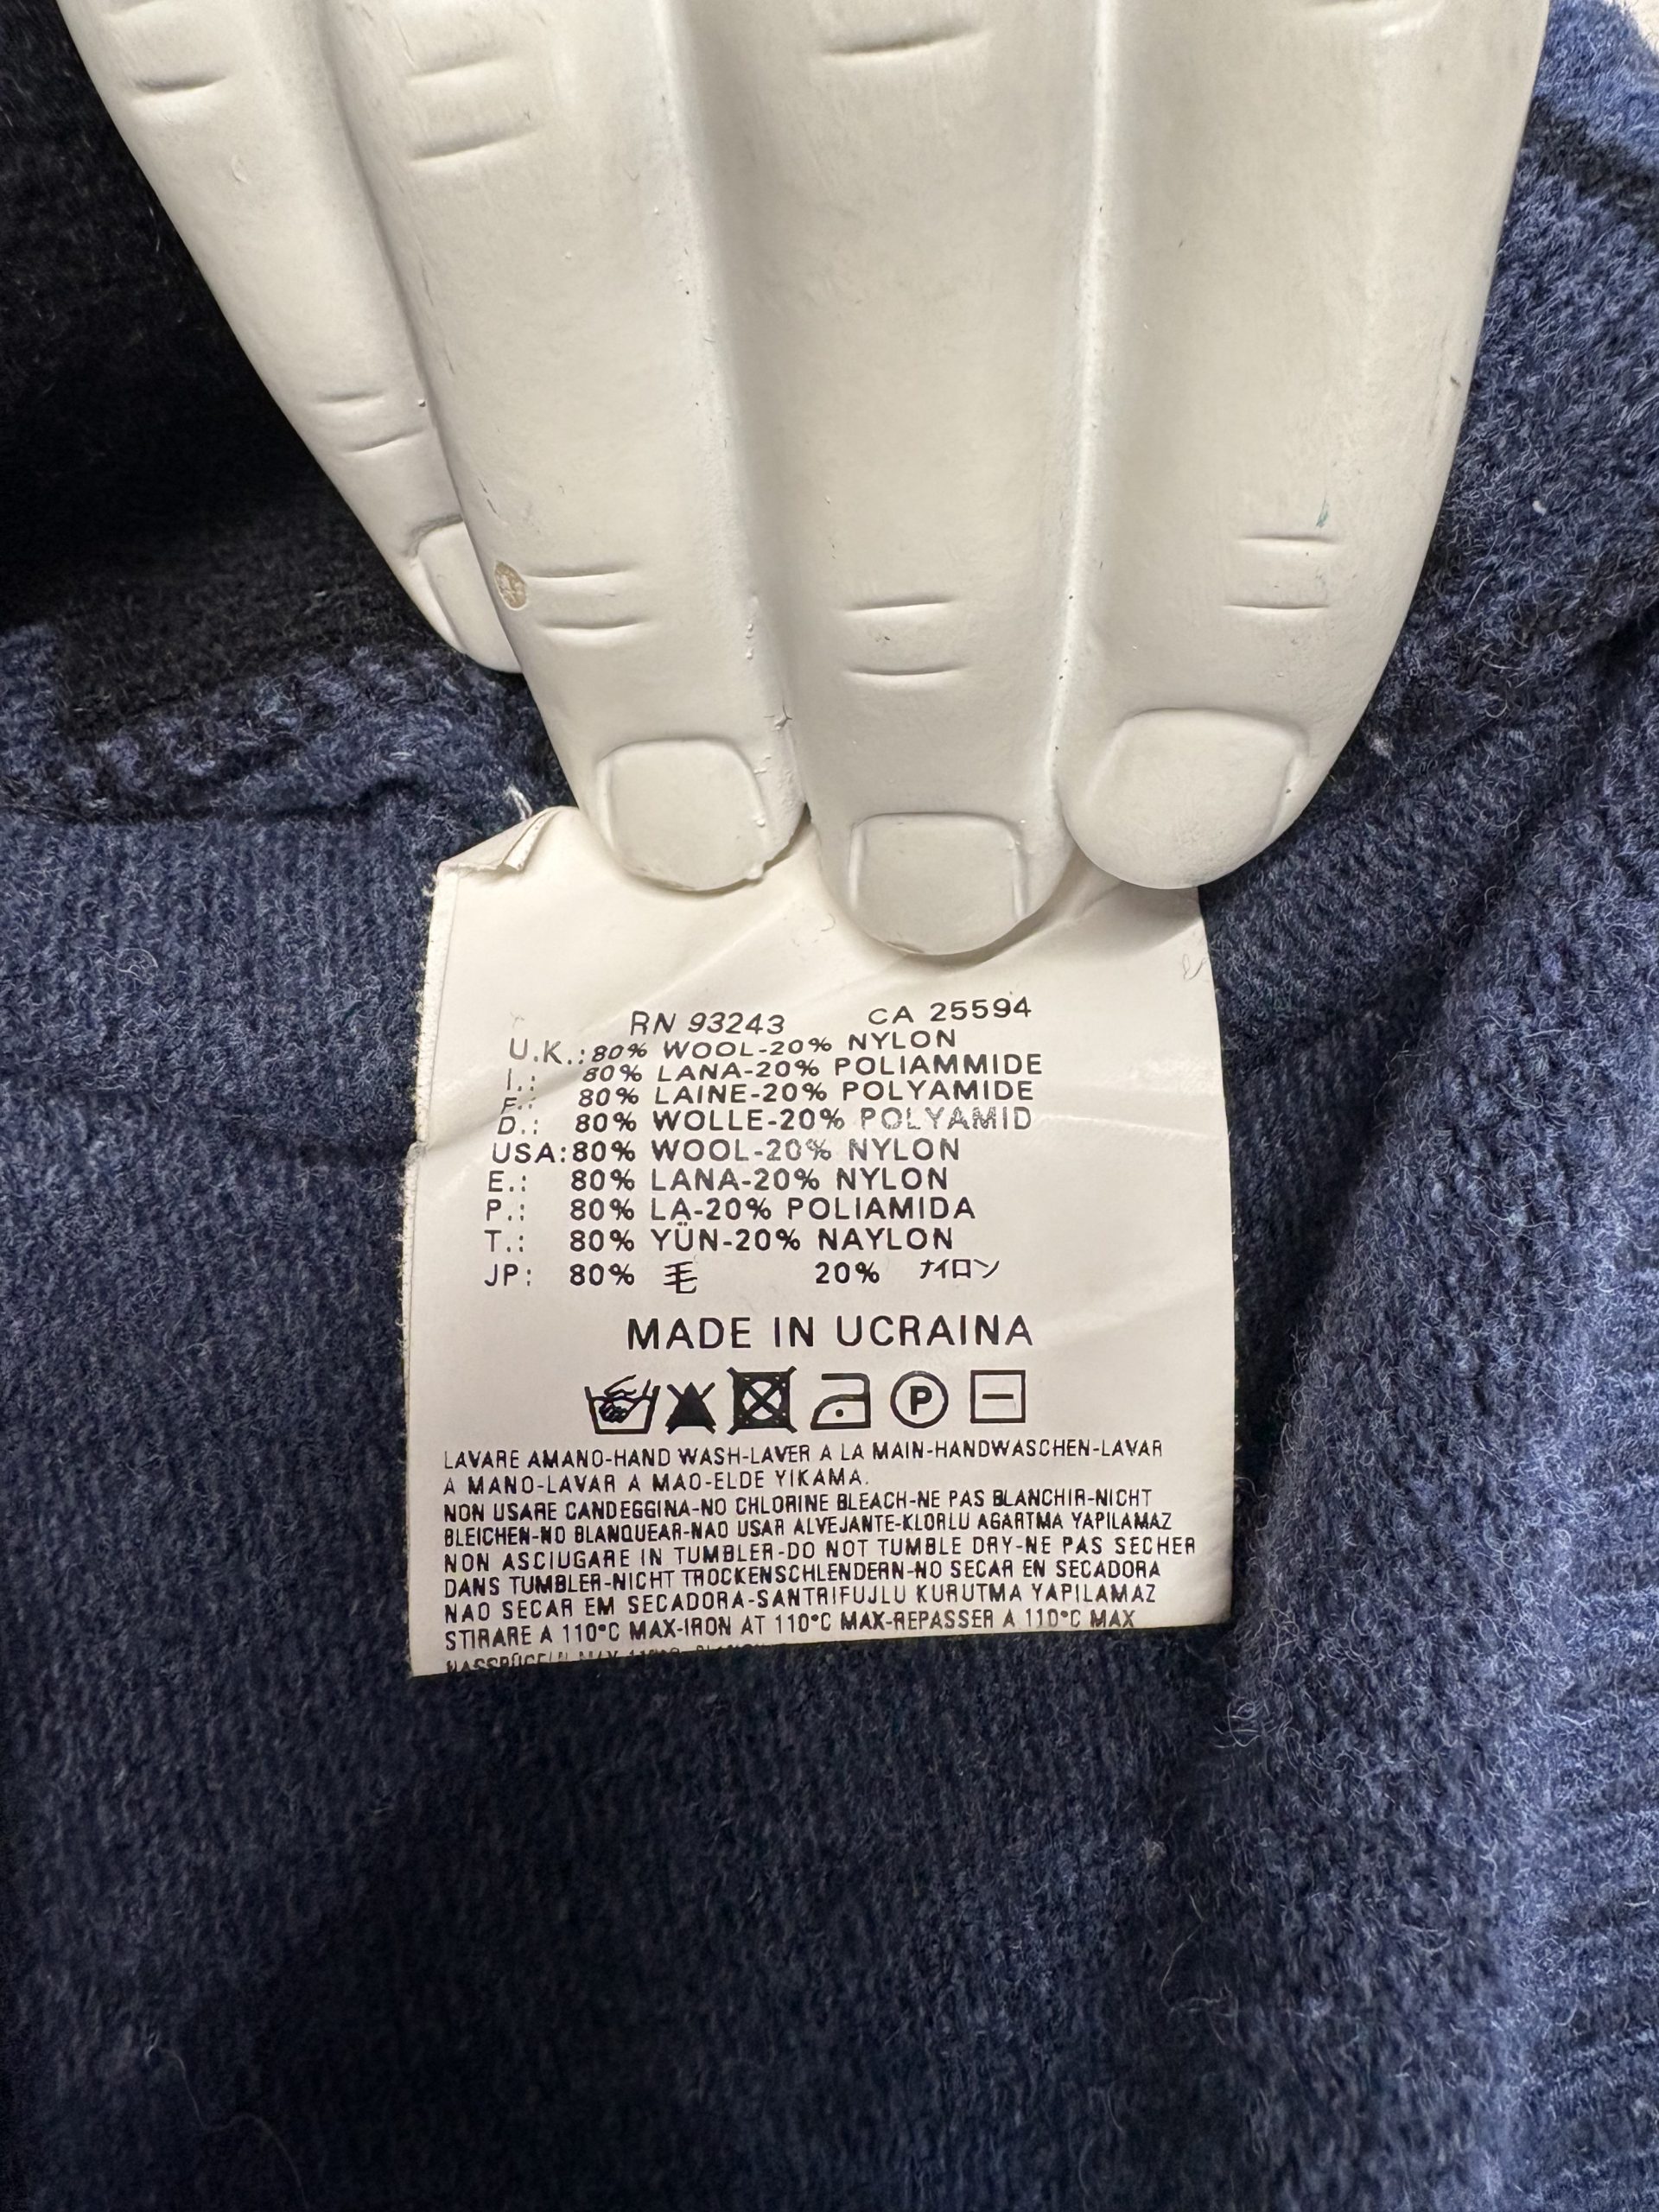 RN 93243 CA 25594
U.K.: 80% WOOL-20% NYLON
I.: 80% LANA-20% POLIAMMIDE
F.: 80% LAINE-20% POLYAMIDE
D.: 80% WOLLE-20% POLYAMID
USA: 80% WOOL-20% NYLON
E.: 80% LANA-20% NYLON
P.: 80% LA-20% POLIAMIDA
T.: 80% YÜN-20% NAYLON
JP: 80% 毛 20% ナイロン
MADE IN UCRAINA
P
LAVARE AMANO-HAND WASH-LAVER A LA MAIN-HANDWASCHEN-LAVAR
A MANO-LAVAR A MAO-ELDE YIKAMA.
NON USARE CANDEGGINA-NO CHLORINE BLEACH-NE PAS BLANCHIR-NICHT
BLEICHEN-NO BLANQUEAR-NAO USAR ALVEJANTE-KLORLU AGARTMA YAPILAMAZ
NON ASCIUGARE IN TUMBLER-DO NOT TUMBLE DRY-NE PAS SECHER
DANS TUMBLER-NICHT TROCKENSCHLENDERN-NO SECAR EN SECADORA
NAO SECAR EM SECADORA-SANTRIFUJLU KURUTMA YAPILAMAZ
STIRARE A 110°C MAX-IRON AT 110°C MAX-REPASSER A 110°C MAX